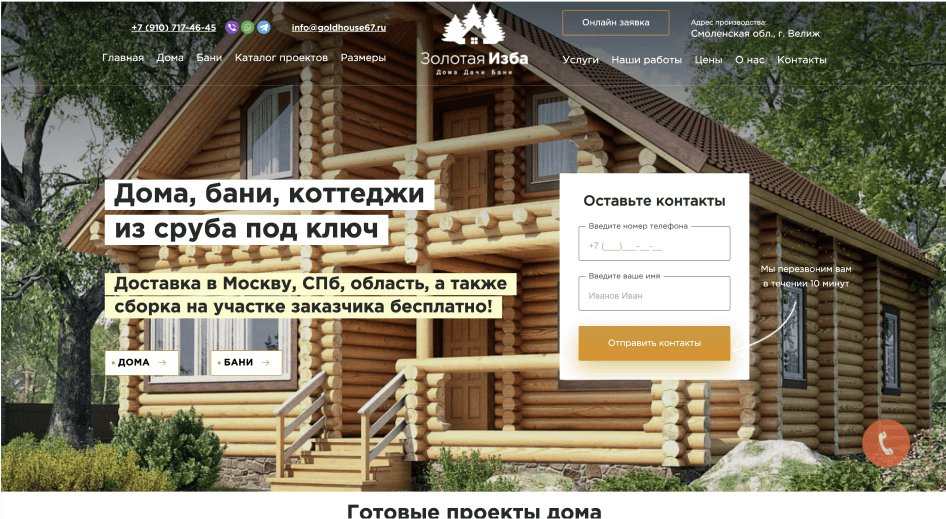 +7 (910) 717-46-45
info@goldhouse67.ru
Онлайн заявка
Адрес производства:
Смоленская обл., г. Велиж
Главная Дома Бани Каталог проектов Размеры
Золотая Изба
Дома Дачи Бани
Услуги Наши работы Цены О нас Контакты
Дома, бани, коттеджи
из сруба под ключ
Доставка в Москву, СПб, область, а также
сборка на участке заказчика бесплатно!
ДОМА →
БАНИ →
Оставьте контакты
Введите номер телефона
+7 (___)___-__-__
Введите ваше имя
Иванов Иван
Отправить контакты
Мы перезвоним вам
в течении 10 минут
Готовые проекты дома